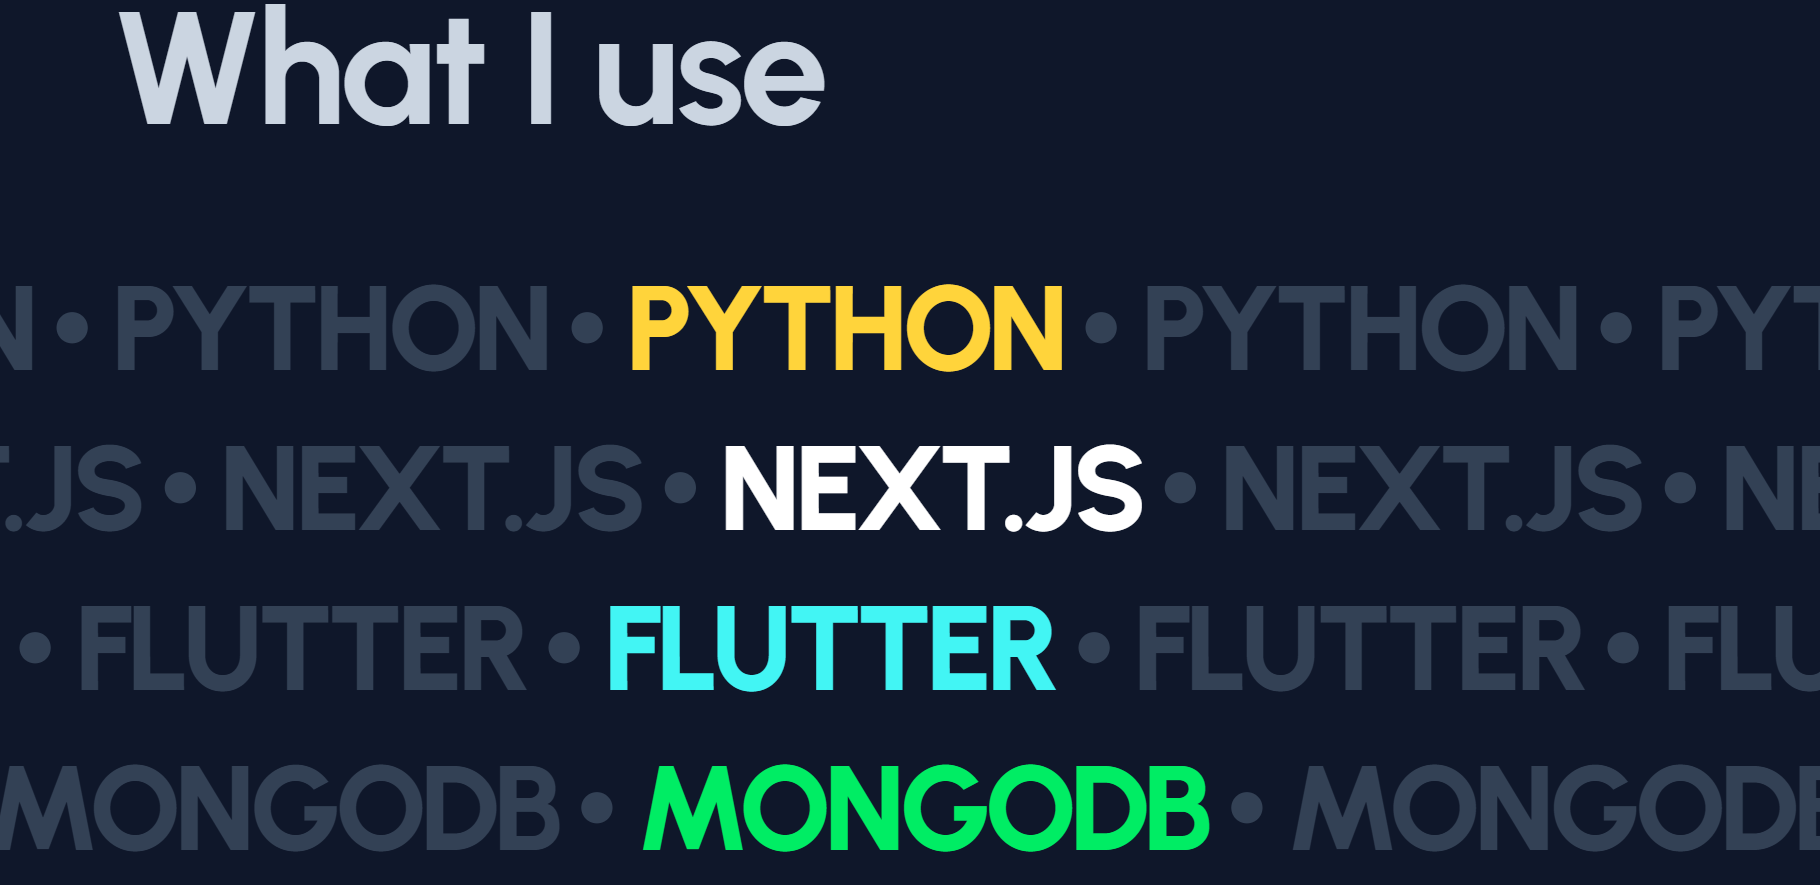 What I use
N • PYTHON • PYTHON • PYTHON • PYT
T.JS • NEXT.JS • NEXT.JS • NEXT.JS • NE
• FLUTTER • FLUTTER • FLUTTER • FLU
MONGODB • MONGODB • MONGODB